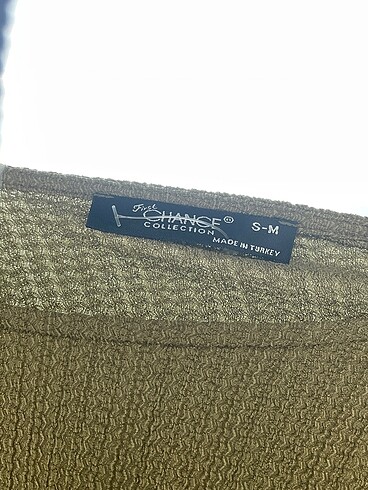 First
CHANCE®
COLLECTION
S-M
MADE IN TURKEY